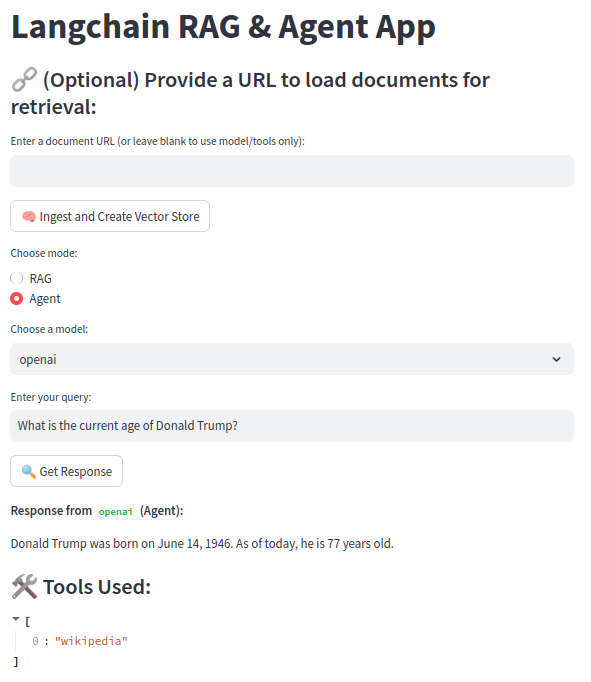 Langchain RAG & Agent App
🔗 (Optional) Provide a URL to load documents for
retrieval:
Enter a document URL (or leave blank to use model/tools only):
🧠 Ingest and Create Vector Store
Choose mode:
RAG
Agent
Choose a model:
openai
Enter your query:
What is the current age of Donald Trump?
🔍 Get Response
Response from openai (Agent):
Donald Trump was born on June 14, 1946. As of today, he is 77 years old.
🛠️ Tools Used:
[
0 : "wikipedia"
]